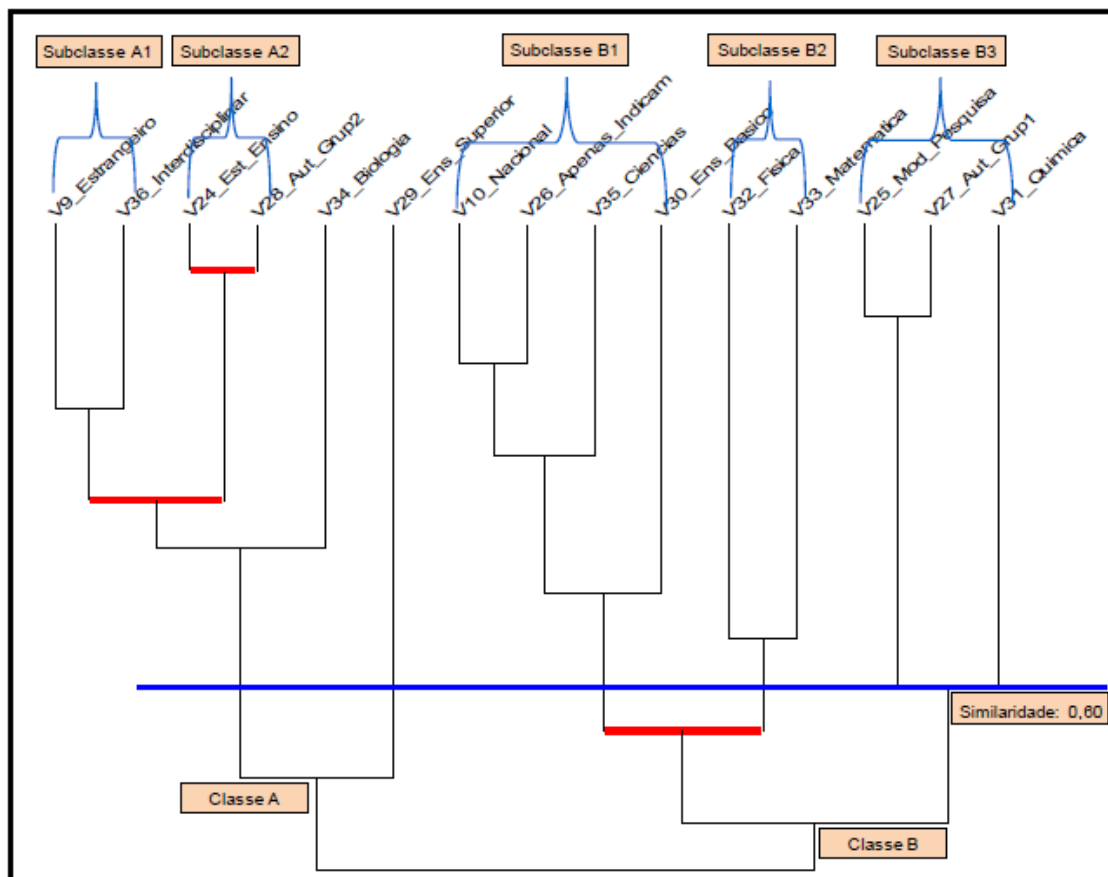 Subclasse A1
Subclasse A2
Subclasse B1
Subclasse B2
Subclasse B3
V9_Estrangeiro
V36_Interdisciplinar
V24_Est_Ensino
V28_Aut_Grup2
V34_Biologia
V29_Ens_Superior
V10_Nacional
V26_Apenas_Indicam
V35_Ciencias
V30_Ens_Basico
V32_Fisica
V33_Matematica
V25_Mod_Pesquisa
V27_Aut_Grup1
V31_Quimica
Similaridade: 0,60
Classe A
Classe B